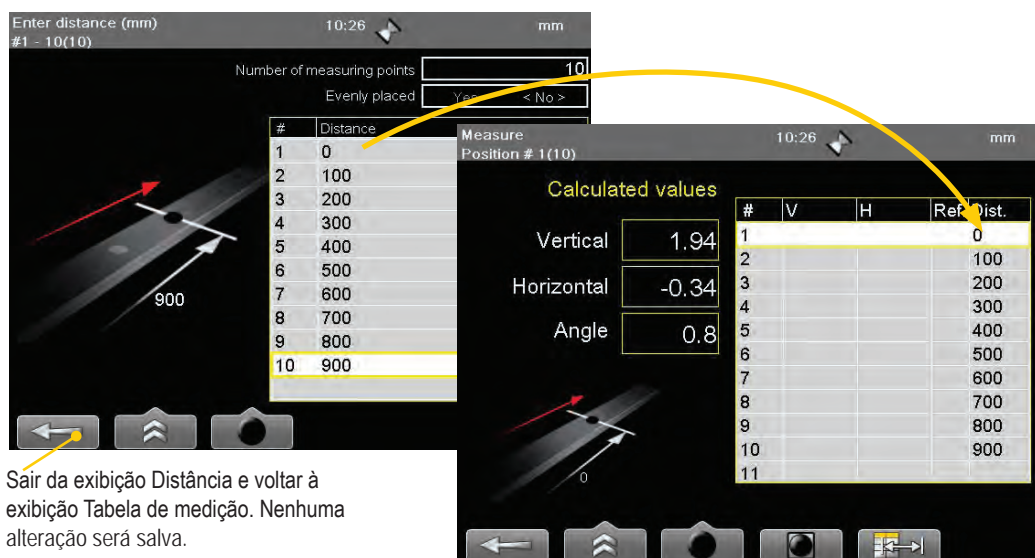 Enter distance (mm) 10:26 mm
#1 - 10(10)
Number of measuring points 10
Evenly placed Yes < No >
# Distance
1 0
2 100
3 200
4 300
5 400
6 500
7 600
8 700
9 800
10 900
900
Sair da exibição Distância e voltar à
exibição Tabela de medição. Nenhuma
alteração será salva.
Measure 10:26 mm
Position # 1(10)
Calculated values
Vertical 1.94
Horizontal -0.34
Angle 0.8
0
# V H Ref Dist.
1 0
2 100
3 200
4 300
5 400
6 500
7 600
8 700
9 800
10 900
11